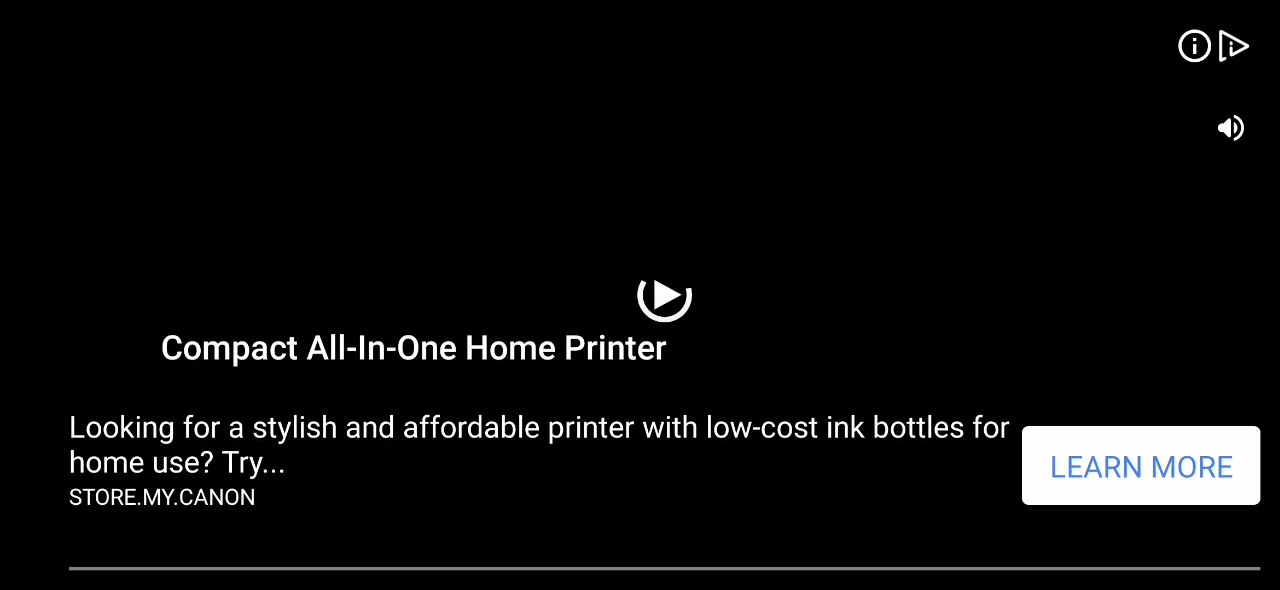 Compact All-In-One Home Printer
Looking for a stylish and affordable printer with low-cost ink bottles for
home use? Try...
LEARN MORE
STORE.MY.CANON